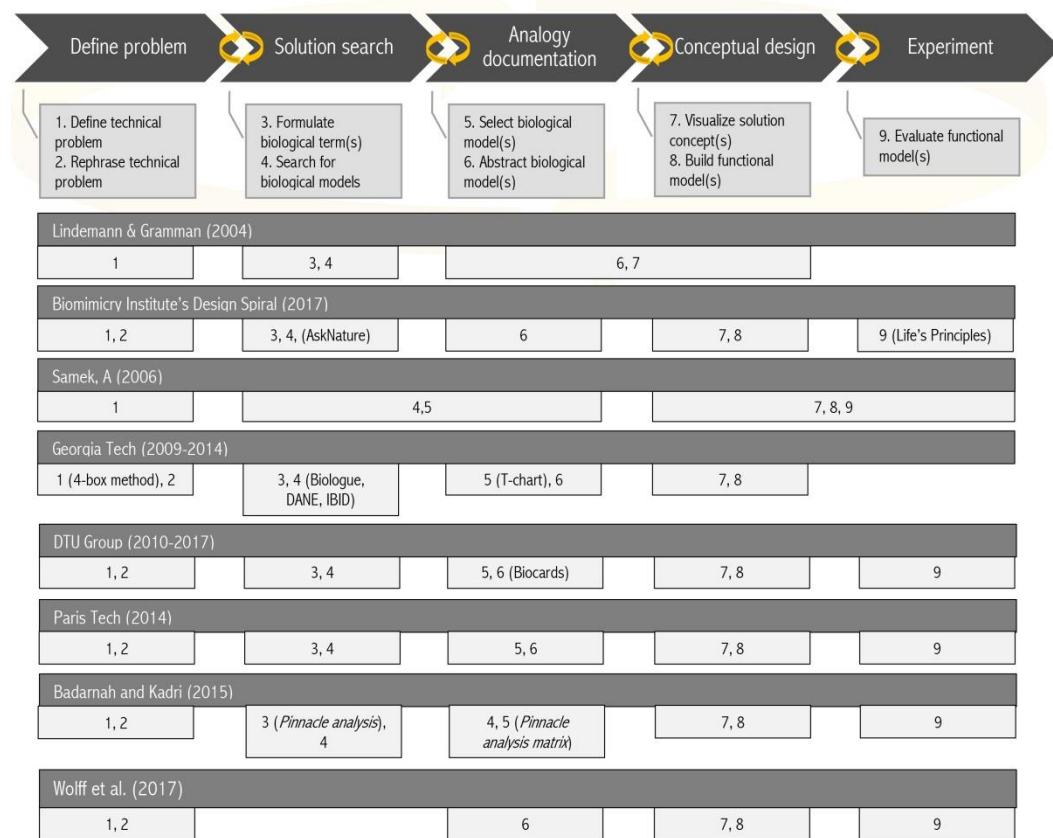 Define problem
Solution search
Analogy
documentation
Conceptual design
Experiment
1. Define technical
problem
2. Rephrase technical
problem
3. Formulate
biological term(s)
4. Search for
biological models
5. Select biological
model(s)
6. Abstract biological
model(s)
7. Visualize solution
concept(s)
8. Build functional
model(s)
9. Evaluate functional
model(s)
Lindemann & Gramman (2004)
1
3, 4
6, 7
Biomimicry Institute's Design Spiral (2017)
1, 2
3, 4, (AskNature)
6
7, 8
9 (Life's Principles)
Samek, A (2006)
1
4,5
7, 8, 9
Georgia Tech (2009-2014)
1 (4-box method), 2
3, 4 (Biologue,
DANE, IBID)
5 (T-chart), 6
7, 8
DTU Group (2010-2017)
1, 2
3, 4
5, 6 (Biocards)
7, 8
9
Paris Tech (2014)
1, 2
3, 4
5, 6
7, 8
9
Badarnah and Kadri (2015)
1, 2
3 (Pinnacle analysis),
4
4, 5 (Pinnacle
analysis matrix)
7, 8
9
Wolff et al. (2017)
1, 2
6
7, 8
9